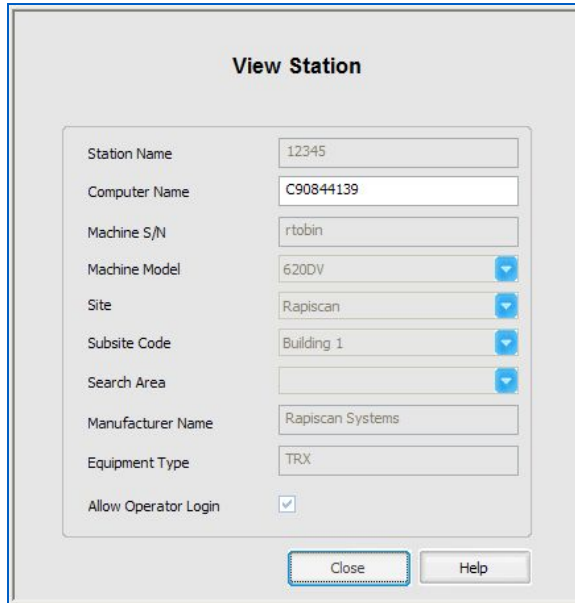 View Station
Station Name 12345
Computer Name C90844139
Machine S/N rtobin
Machine Model 620DV
Site Rapiscan
Subsite Code Building 1
Search Area
Manufacturer Name Rapiscan Systems
Equipment Type TRX
Allow Operator Login
Close Help